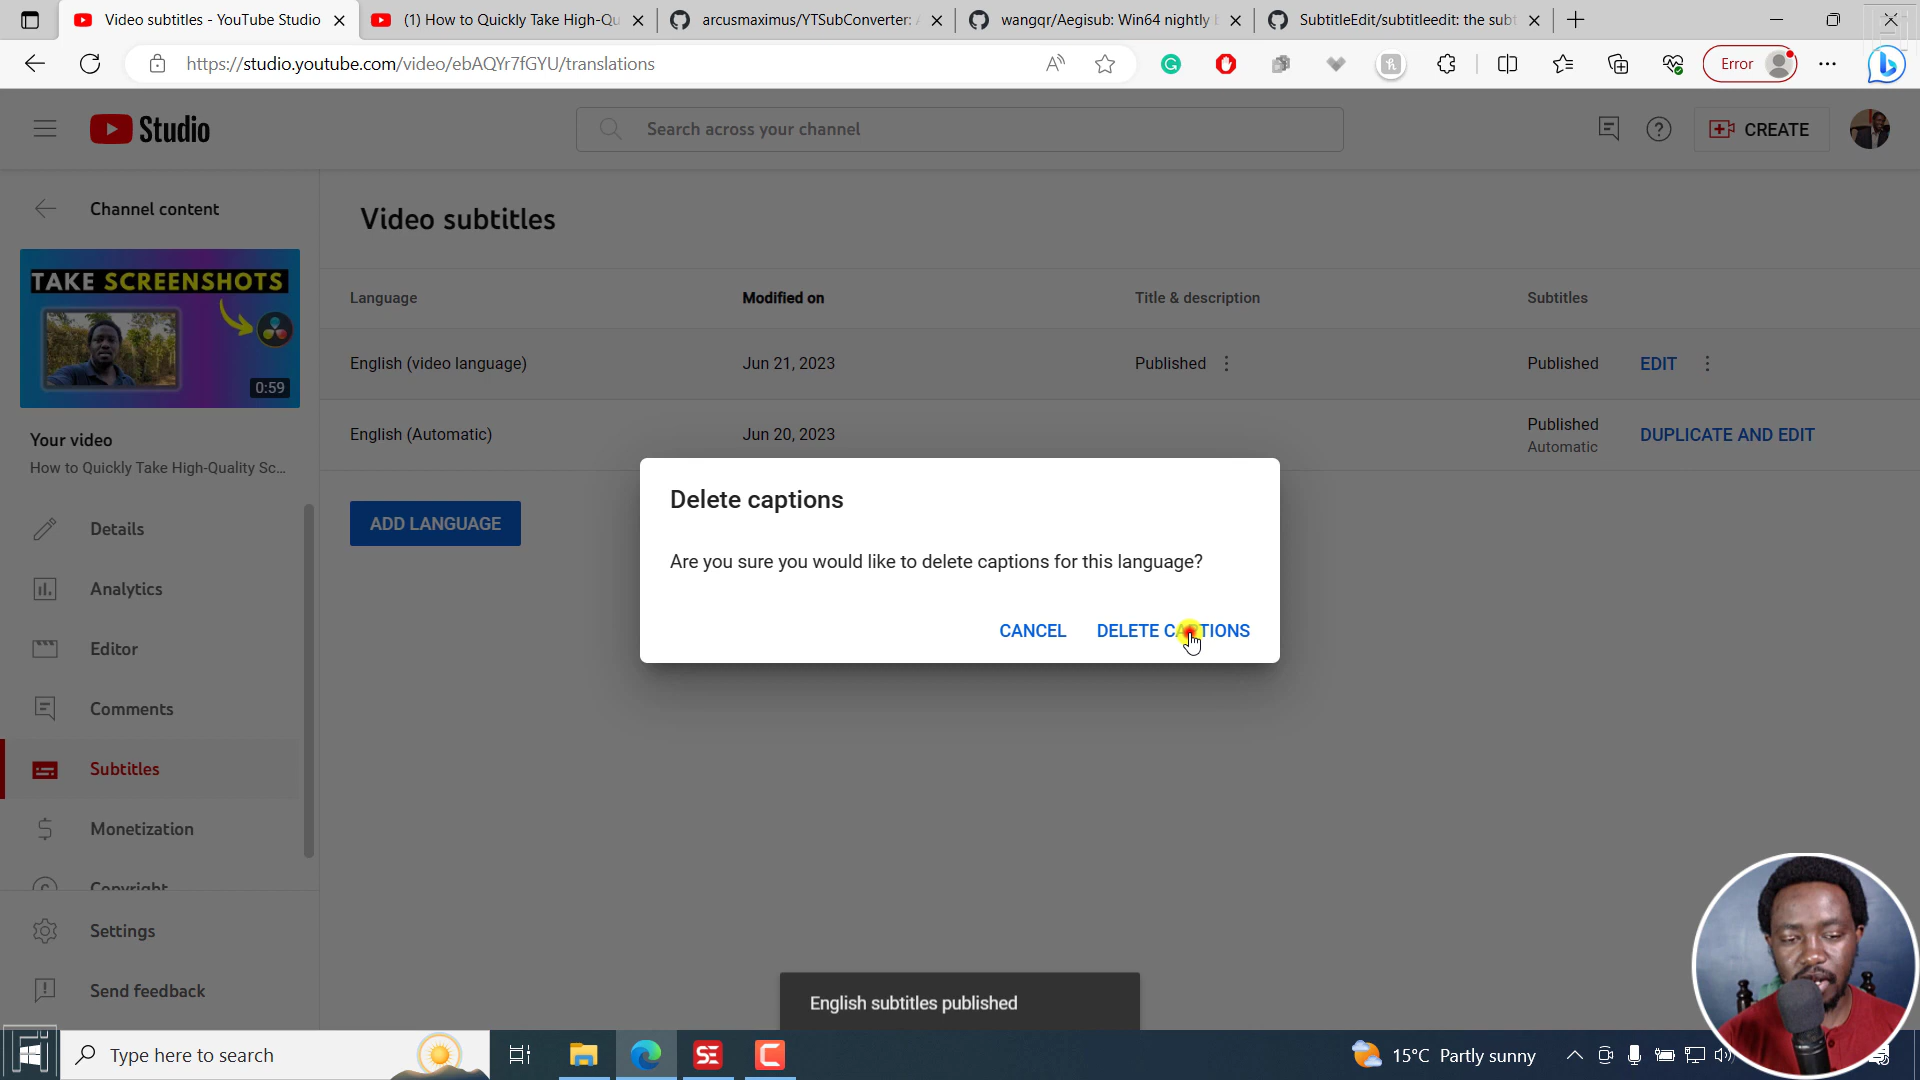 Video subtitles - YouTube Studio
(1) How to Quickly Take High-Qu
arcusmaximus/YTSubConverter:
wangqr/Aegisub: Win64 nightly
SubtitleEdit/subtitleedit: the subt
https://studio.youtube.com/video/ebAQYr7fGYU/translations
Error
Studio
Search across your channel
CREATE
Channel content
Video subtitles
TAKE SCREENSHOTS
0:59
Language
Modified on
Title & description
Subtitles
English (video language)
Jun 21, 2023
Published
Published
EDIT
English (Automatic)
Jun 20, 2023
Published
Automatic
DUPLICATE AND EDIT
Your video
How to Quickly Take High-Quality Sc...
ADD LANGUAGE
Delete captions
Are you sure you would like to delete captions for this language?
CANCEL
DELETE CAPTIONS
Details
Analytics
Editor
Comments
Subtitles
Monetization
Copyright
Settings
Send feedback
English subtitles published
Type here to search
SE
15°C Partly sunny